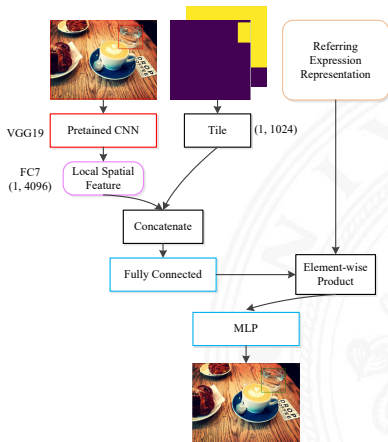 Referring
Expression
Representation
VGG19
Pretained CNN
Tile
(1, 1024)
FC7
(1, 4096)
Local Spatial
Feature
Concatenate
Fully Connected
Element-wise
Product
MLP
DROP